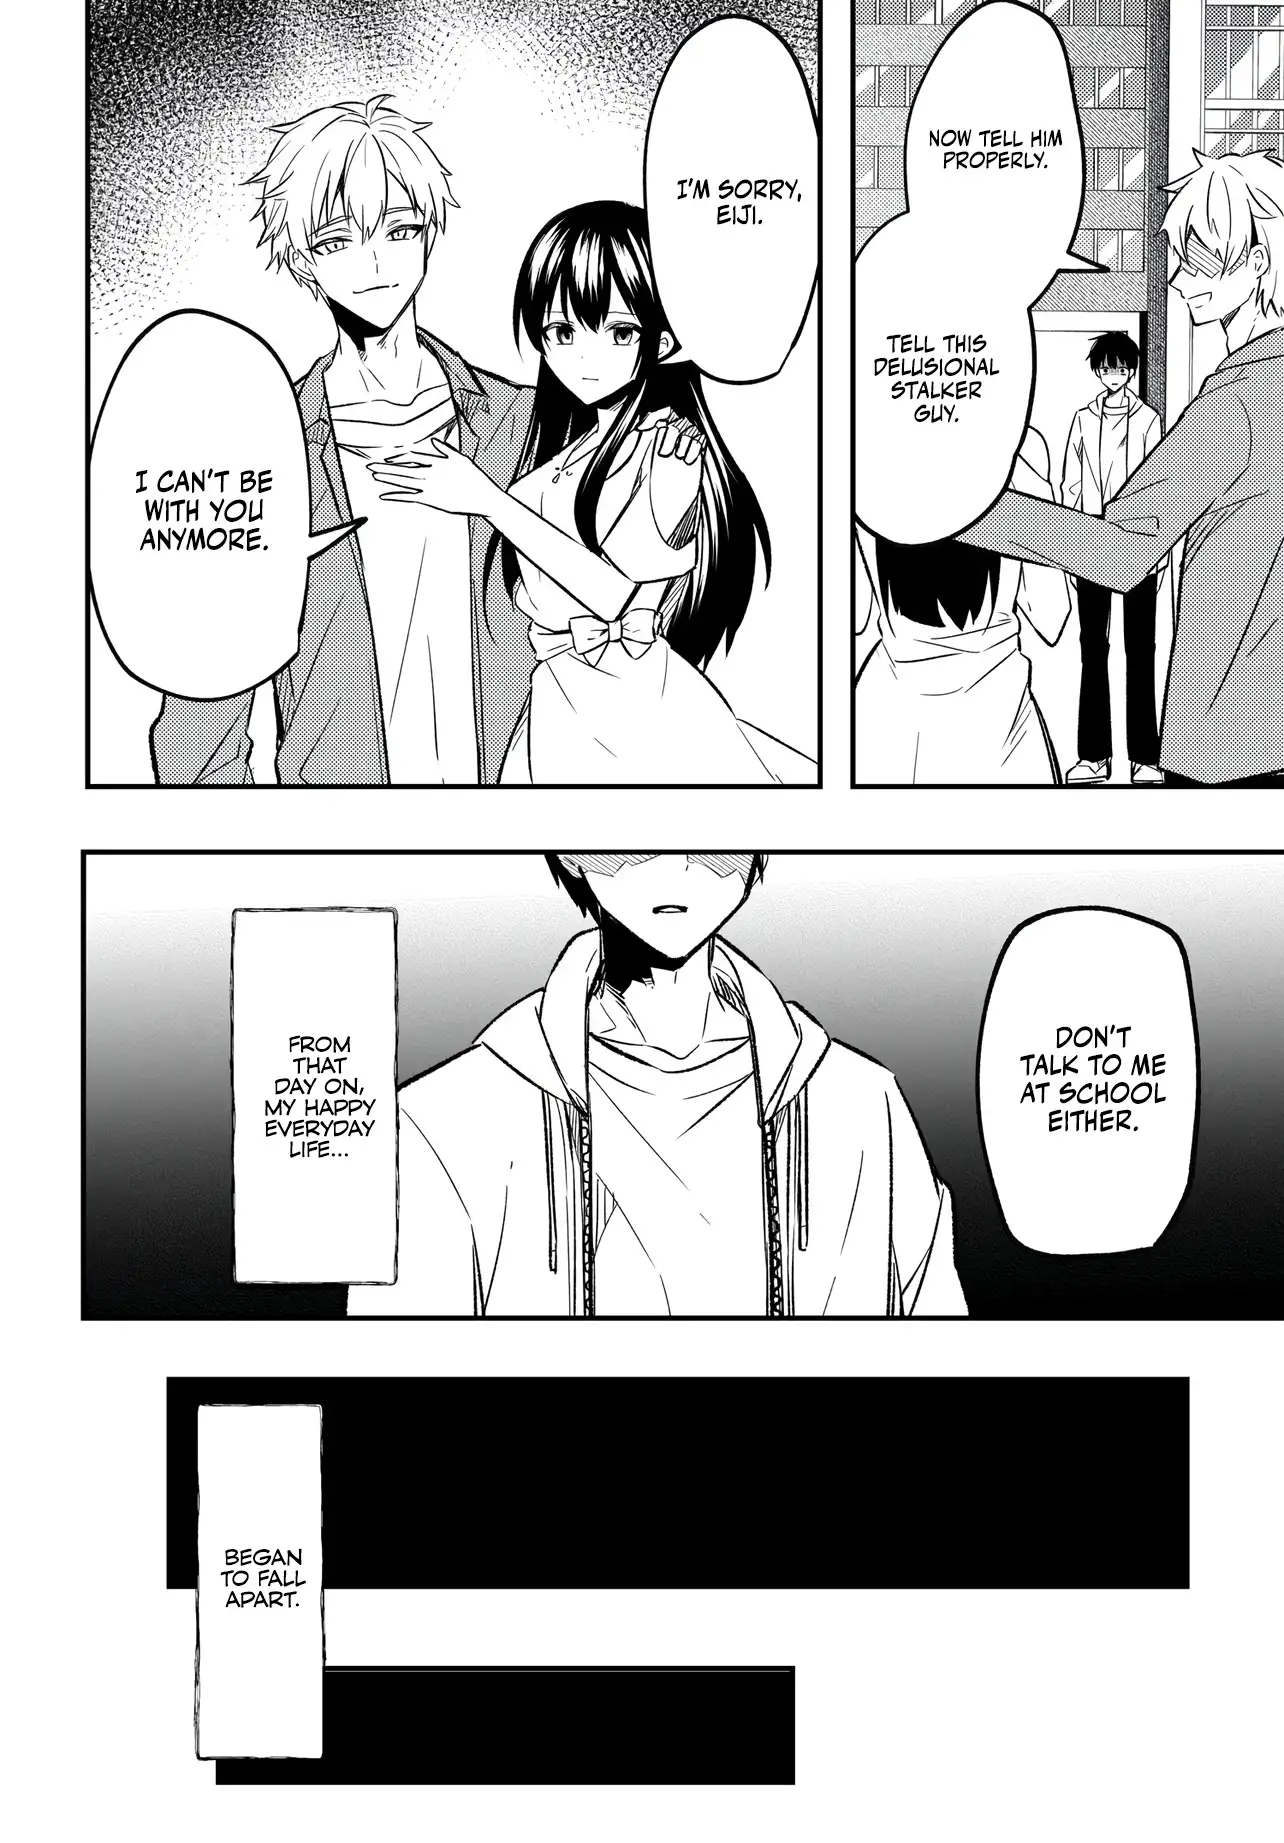 NOW TELL HIM
PROPERLY.
TELL THIS
DELUSIONAL
STALKER
GUY.
I'M SORRY,
EIJI.
I CAN'T BE
WITH YOU
ANYMORE.
DON'T
TALK TO ME
AT SCHOOL
EITHER.
FROM
THAT
DAY ON,
MY HAPPY
EVERYDAY
LIFE...
BEGAN
TO FALL
APART.